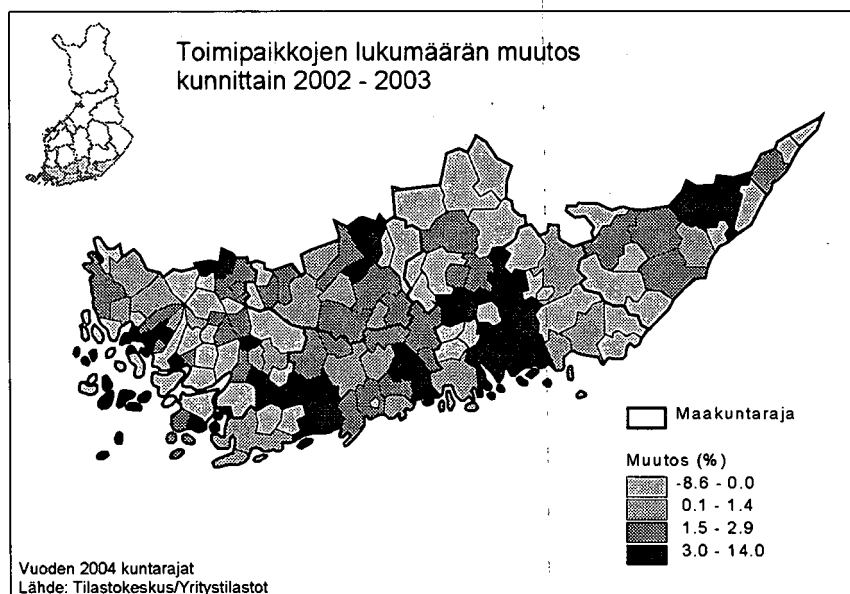 Toimipaikkojen lukumäärän muutos
kunnittain 2002 - 2003
Maakuntaraja
Muutos (%)
-8.6 - 0.0
0.1 - 1.4
1.5 - 2.9
3.0 - 14.0
Vuoden 2004 kuntarajat
Lähde: Tilastokeskus/Yritystilastot